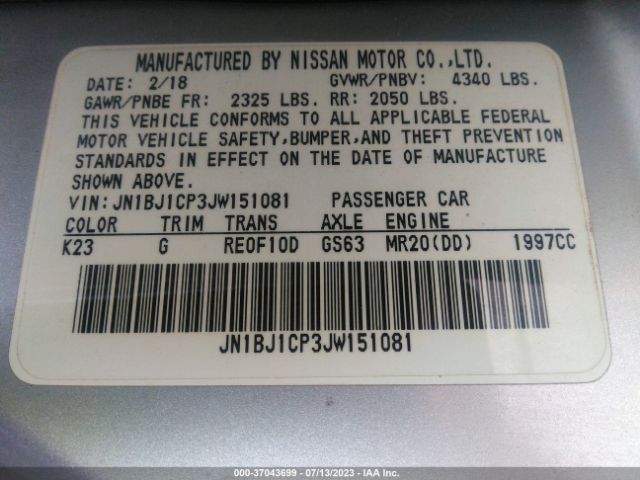 MANUFACTURED BY NISSAN MOTOR CO.,LTD.
DATE: 2/18 GVWR/PNBV: 4340 LBS.
GAWR/PNBE FR: 2325 LBS. RR: 2050 LBS.
THIS VEHICLE CONFORMS TO ALL APPLICABLE FEDERAL
MOTOR VEHICLE SAFETY,BUMPER,AND THEFT PREVENTION
STANDARDS IN EFFECT ON THE DATE OF MANUFACTURE
SHOWN ABOVE.
VIN:JN1BJ1CP3JW151081 PASSENGER CAR
COLOR TRIM TRANS AXLE ENGINE
K23 G RE0F10D GS63 MR20(DD) 1997CC
JN1BJ1CP3JW151081
000-37043699 - 07/13/2023 - IAA Inc.